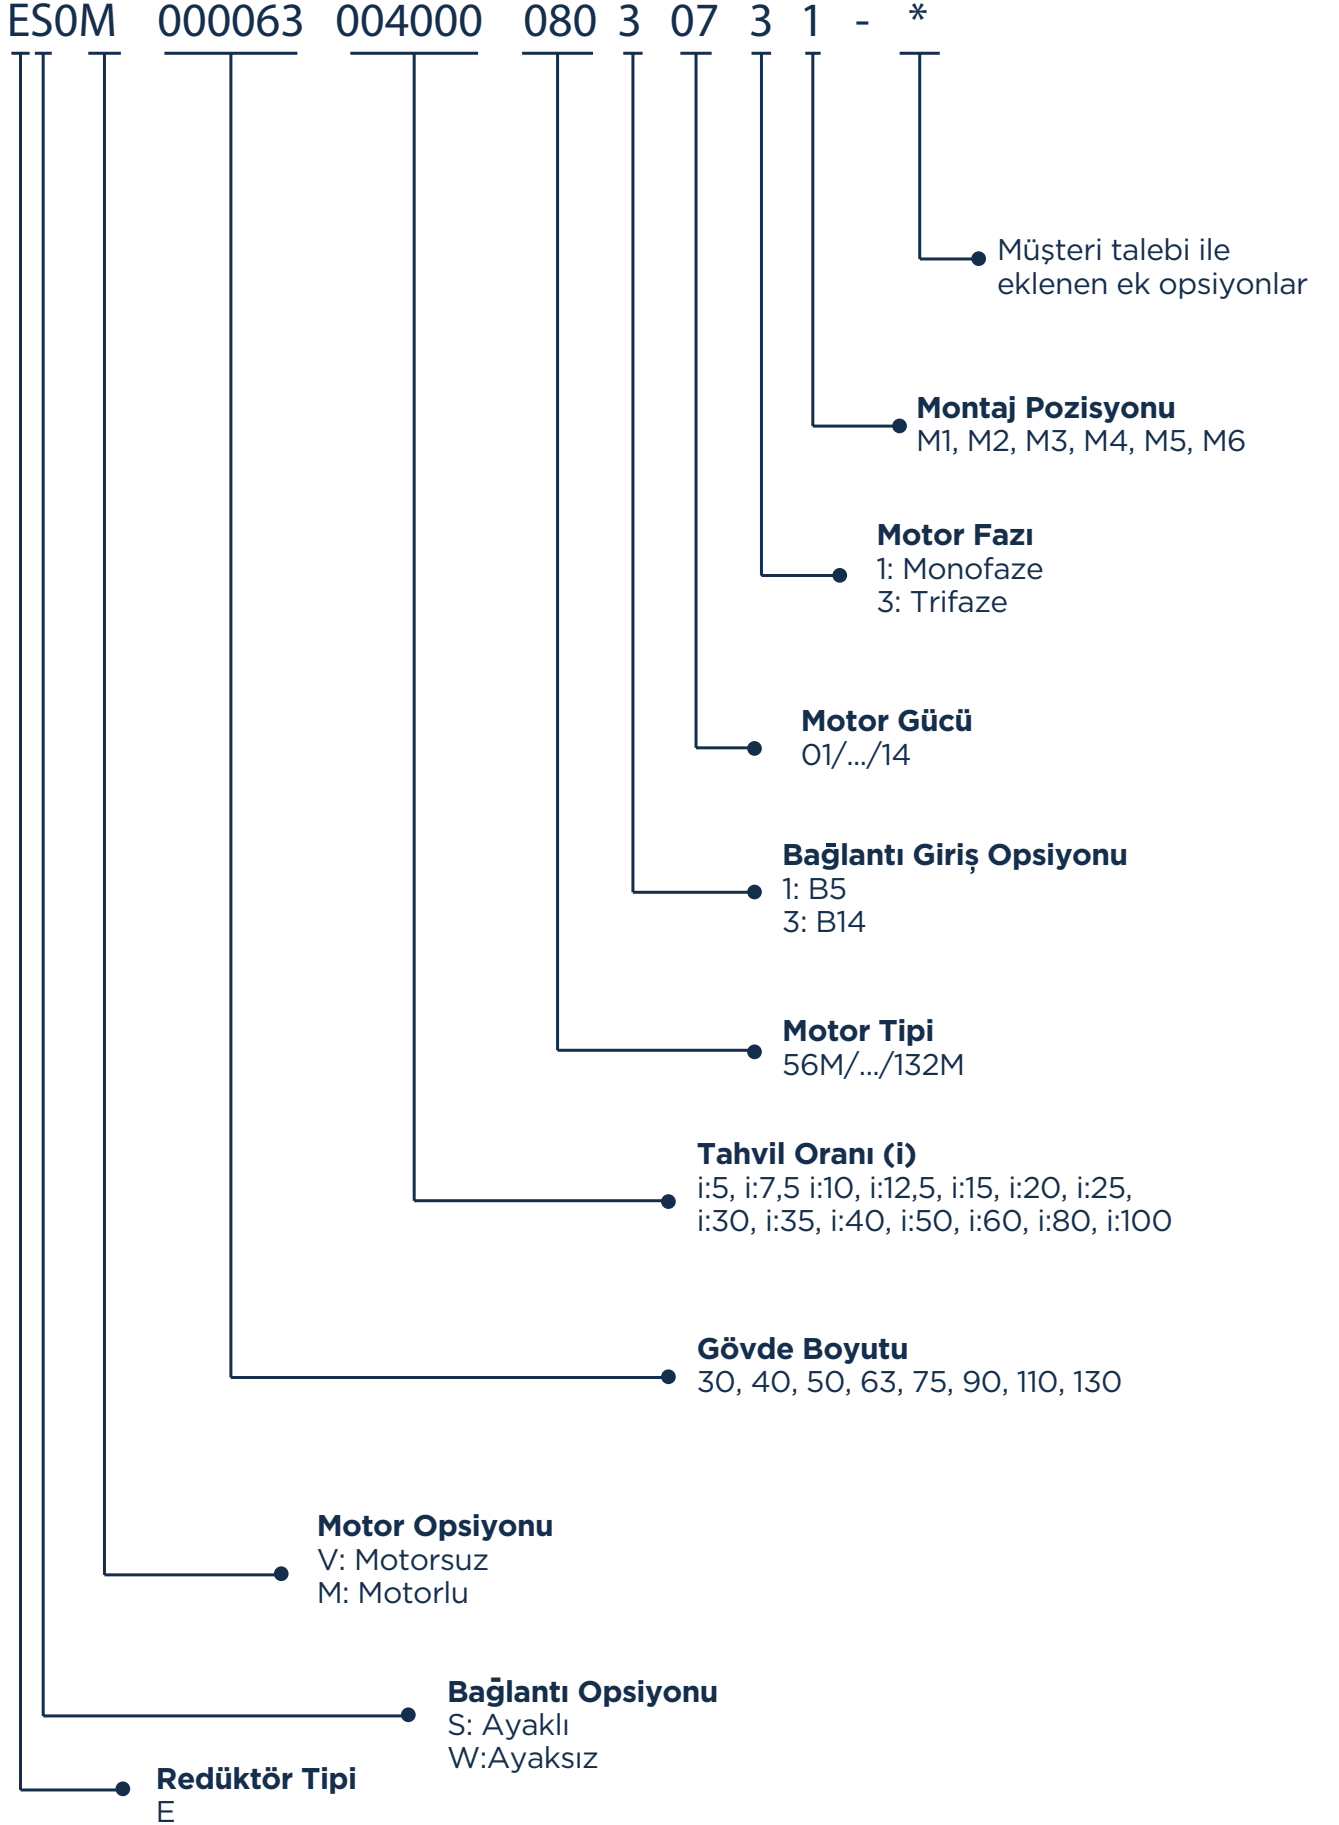 ES0M 000063 004000 080 3 07 3 1 - *
Müşteri talebi ile
eklenen ek opsiyonlar
Montaj Pozisyonu
M1, M2, M3, M4, M5, M6
Motor Fazı
1: Monofaze
3: Trifaze
Motor Gücü
01/.../14
Bağlantı Giriş Opsiyonu
1: B5
3: B14
Motor Tipi
56M/.../132M
Tahvil Oranı (i)
i:5, i:7,5 i:10, i:12,5, i:15, i:20, i:25,
i:30, i:35, i:40, i:50, i:60, i:80, i:100
Gövde Boyutu
30, 40, 50, 63, 75, 90, 110, 130
Motor Opsiyonu
V: Motorsuz
M: Motorlu
Bağlantı Opsiyonu
S: Ayaklı
W:Ayaksız
Redüktör Tipi
E